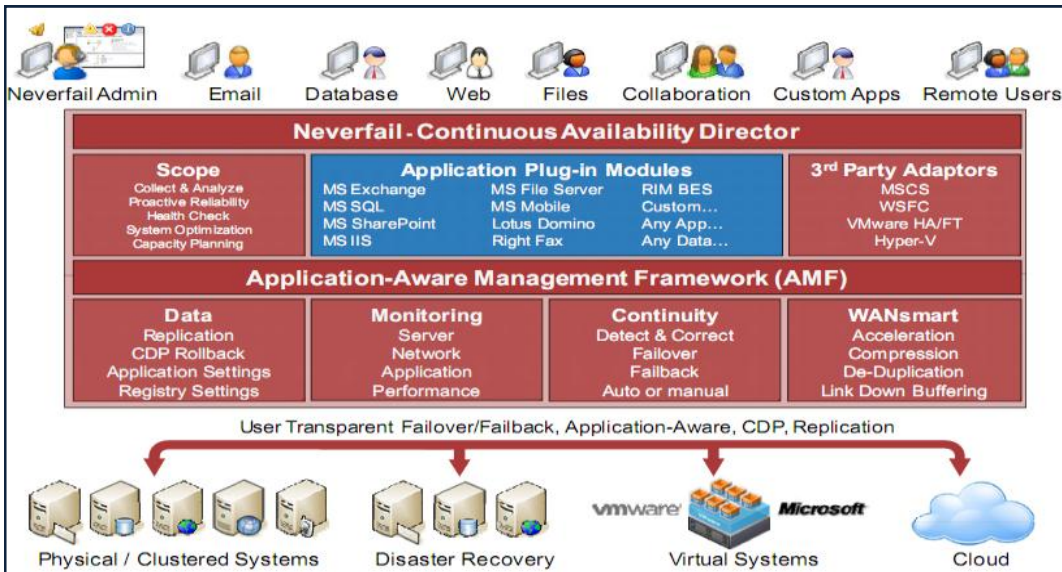 Neverfail Admin
Email
Database
Web
Files
Collaboration
Custom Apps
Remote Users
Neverfail - Continuous Availability Director
Scope
Collect & Analyze
Proactive Reliability
Health Check
System Optimization
Capacity Planning
Application Plug-in Modules
MS Exchange
MS SQL
MS SharePoint
MS IIS
MS File Server
MS Mobile
Lotus Domino
Right Fax
RIM BES
Custom...
Any App...
Any Data...
3rd Party Adaptors
MSCS
WSFC
VMware HA/FT
Hyper-V
Application-Aware Management Framework (AMF)
Data
Replication
CDP Rollback
Application Settings
Registry Settings
Monitoring
Server
Network
Application
Performance
Continuity
Detect & Correct
Failover
Failback
Auto or manual
WANsmart
Acceleration
Compression
De-Duplication
Link Down Buffering
User Transparent Failover/Failback, Application-Aware, CDP, Replication
vmware
Microsoft
Physical / Clustered Systems
Disaster Recovery
Virtual Systems
Cloud